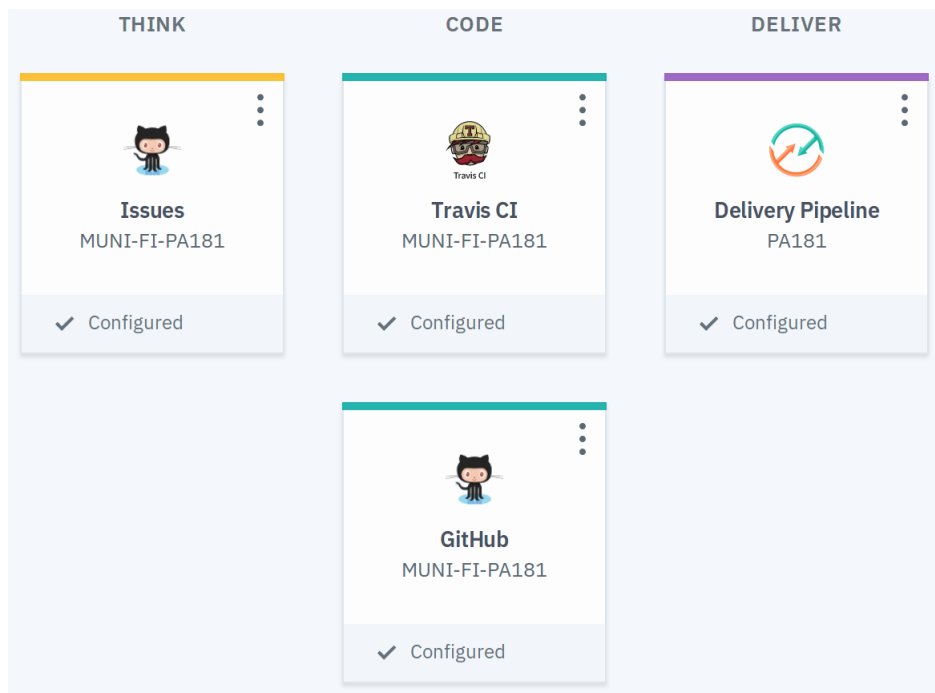 THINK
CODE
DELIVER
Issues
MUNI-FI-PA181
Configured
T
Travis CI
Travis CI
MUNI-FI-PA181
Configured
Delivery Pipeline
PA181
Configured
GitHub
MUNI-FI-PA181
Configured